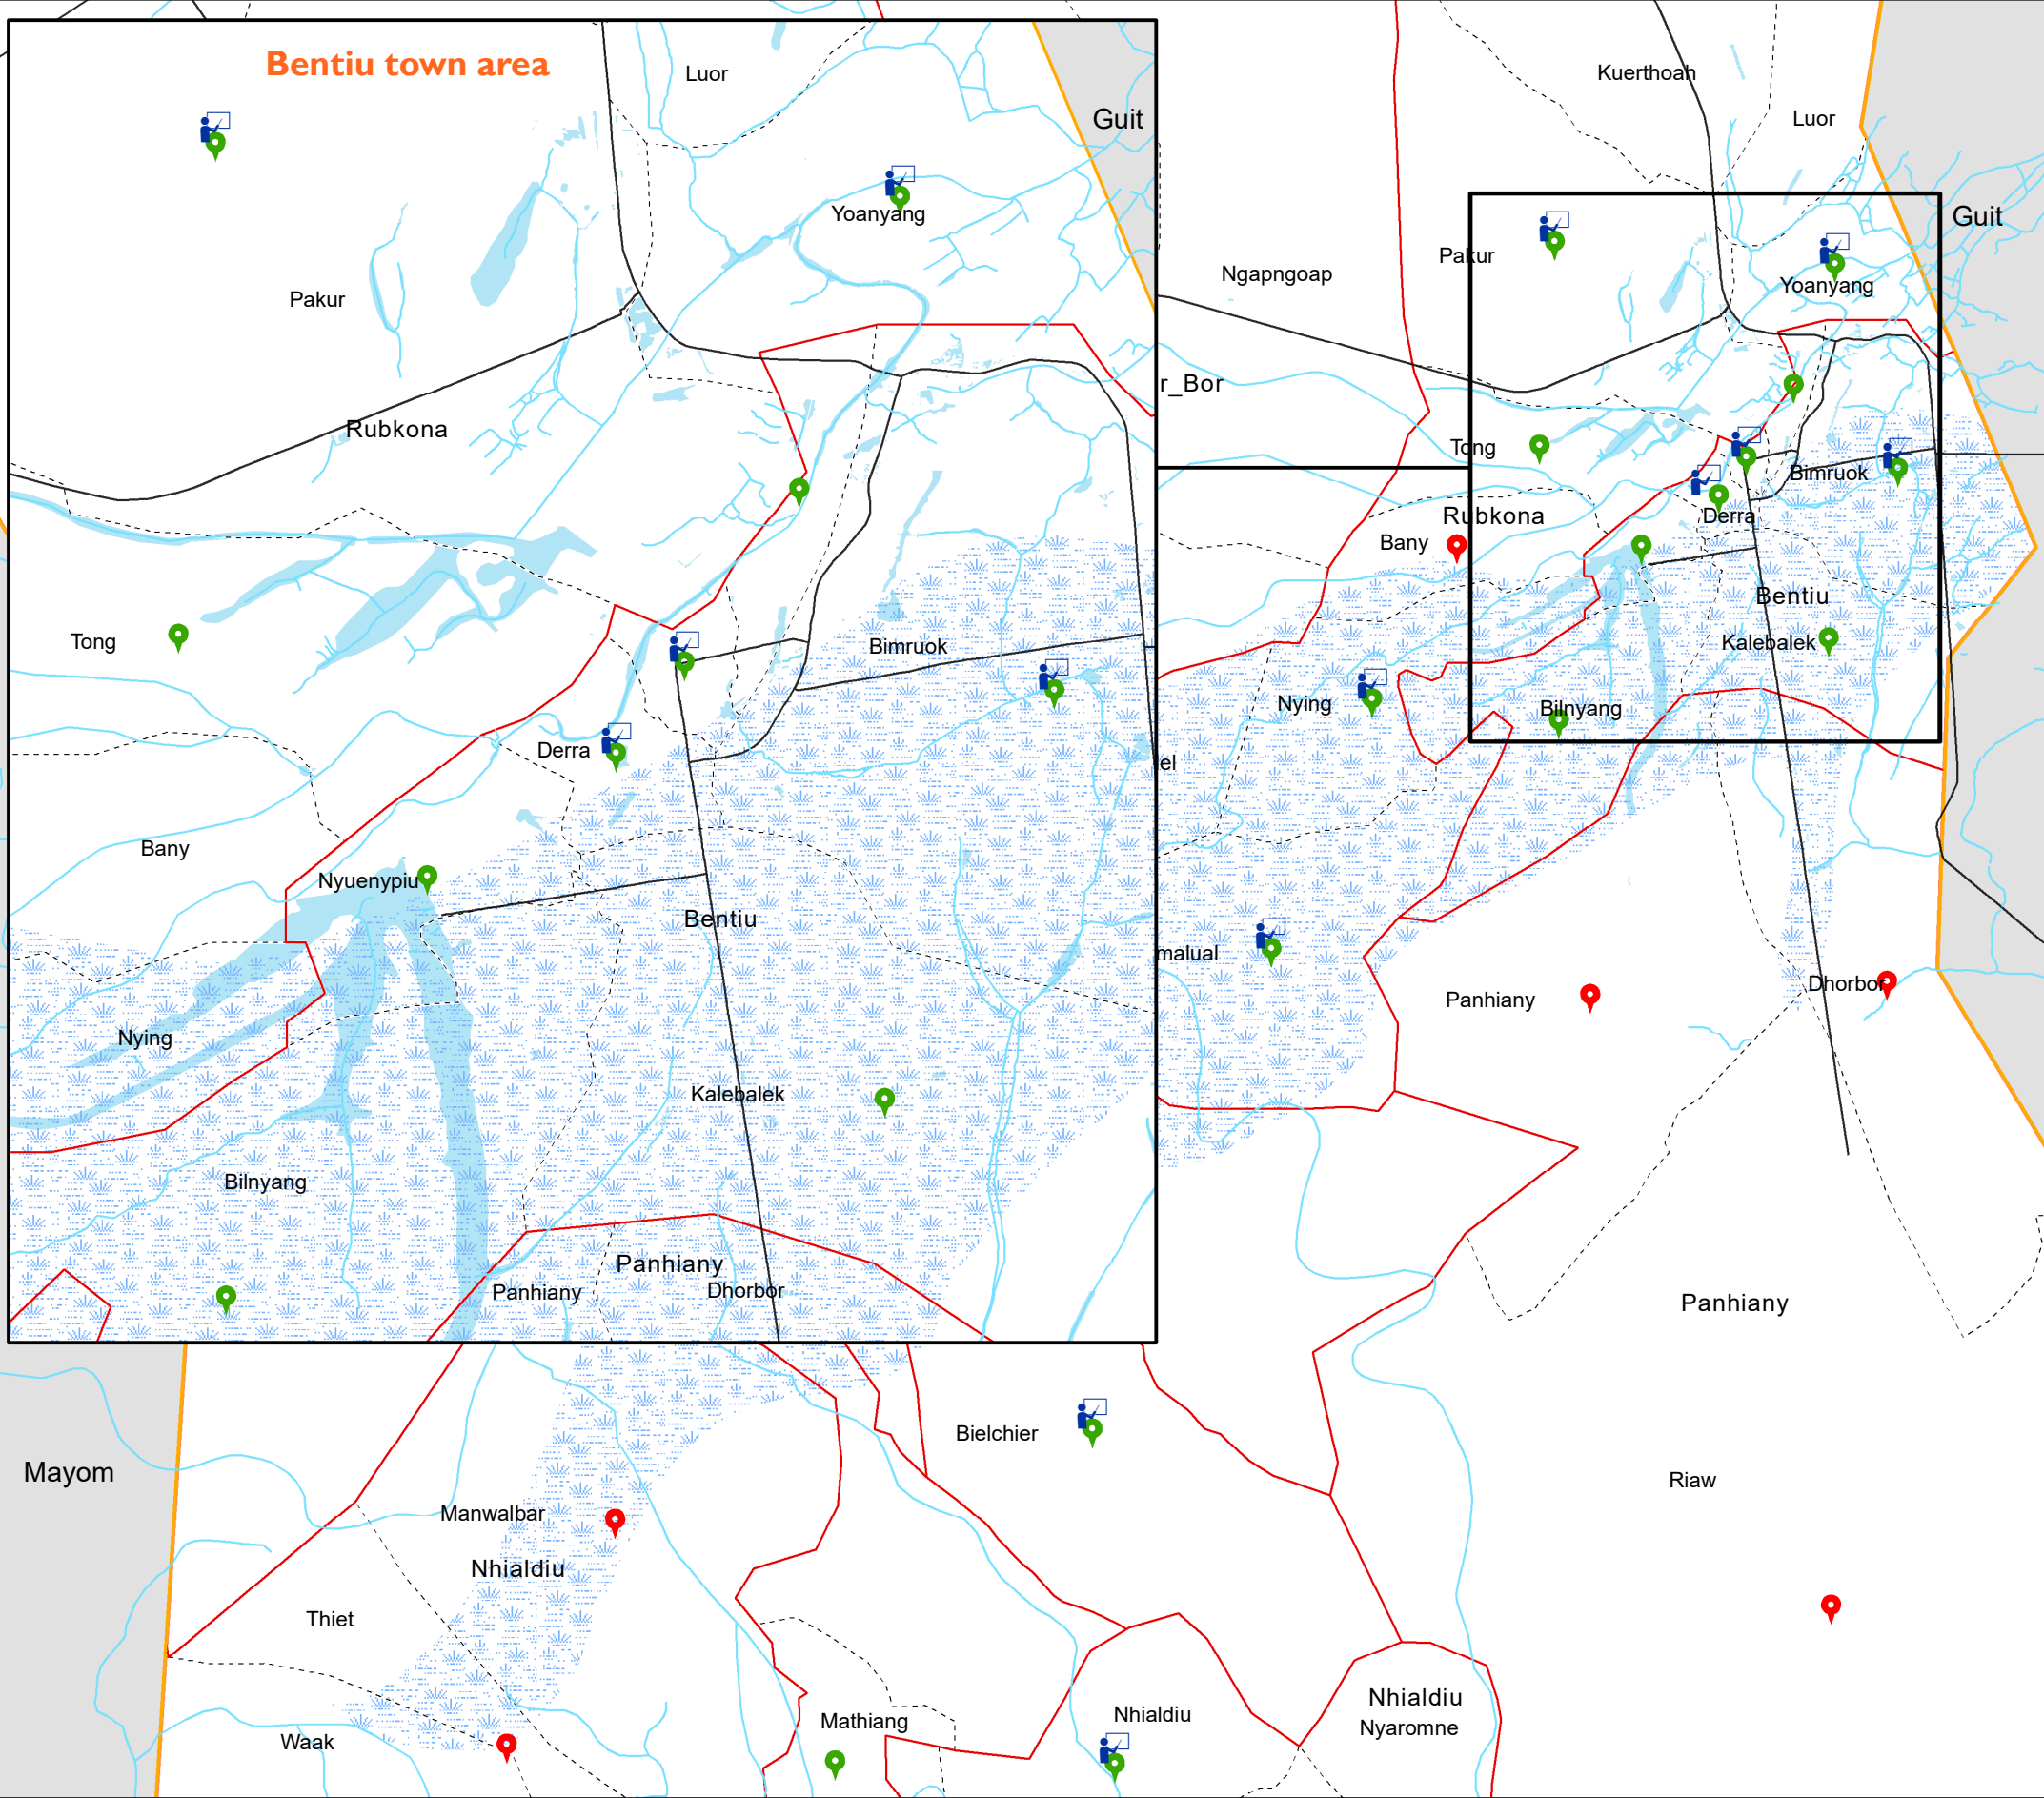 Bentiu town area
Luor
Guit
Yoanyang
Pakur
Rubkona
Tong
Bimruok
Derra
Bany
Nyuenypiu
Bentiu
Nying
Kalebalek
Bilnyang
Panhiany
Panhiany
Dhorbor
Kuerthoah
Luor
Guit
Pakur
Ngapngoap
Yoanyang
r_Bor
Tong
Bimruok
Rubkona
Derra
Bany
Bentiu
Kalebalek
Nying
Bilnyang
el
malual
Dhorbor
Panhiany
Panhiany
Bielchier
Mayom
Riaw
Manwalbar
Nhialdiu
Thiet
Nhialdiu
Nhialdiu
Mathiang
Nyaromne
Waak